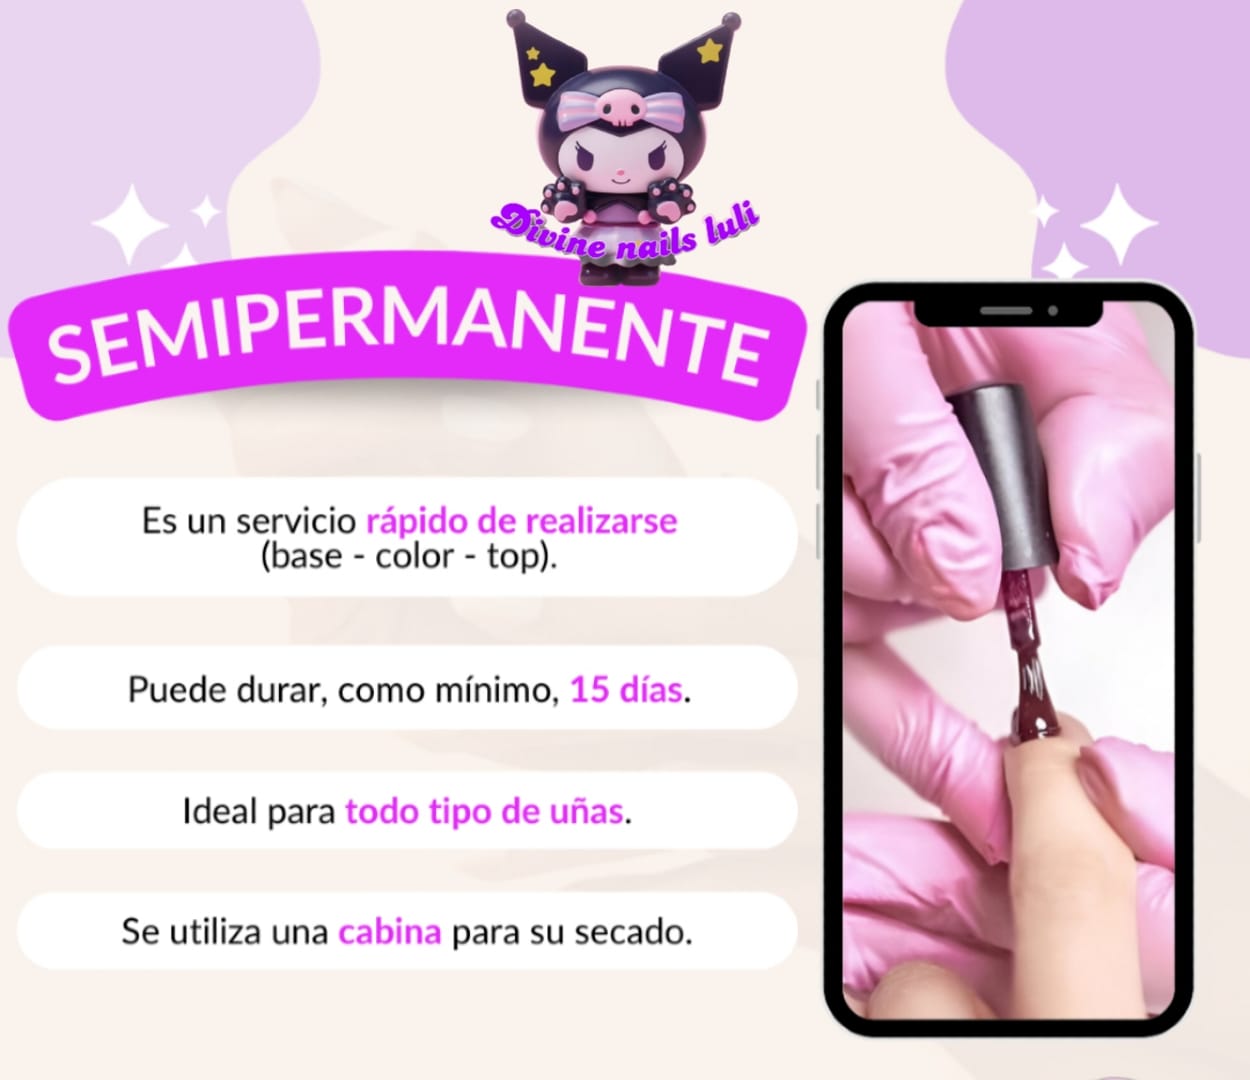 Divine nails luli
SEMIPERMANENTE
Es un servicio rápido de realizarse
(base - color - top).
Puede durar, como mínimo, 15 días.
Ideal para todo tipo de uñas.
Se utiliza una cabina para su secado.